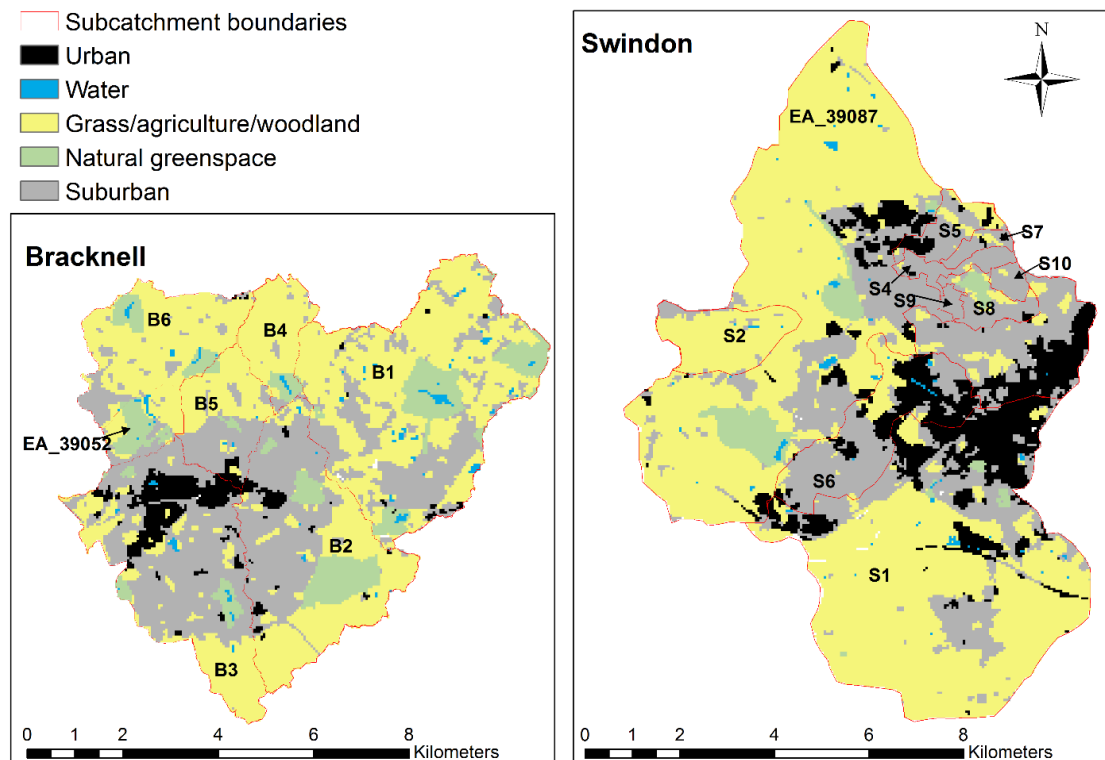 Subcatchment boundaries
Urban
Water
Grass/agriculture/woodland
Natural greenspace
Suburban
Bracknell
B6
B4
B1
B5
EA_39052
B2
B3
0 2 4 6 8
Kilometers
Swindon
N
EA_39087
S5
S7
S10
S4
S9
S8
S2
S6
S1
0 2 4 6 8
Kilometers